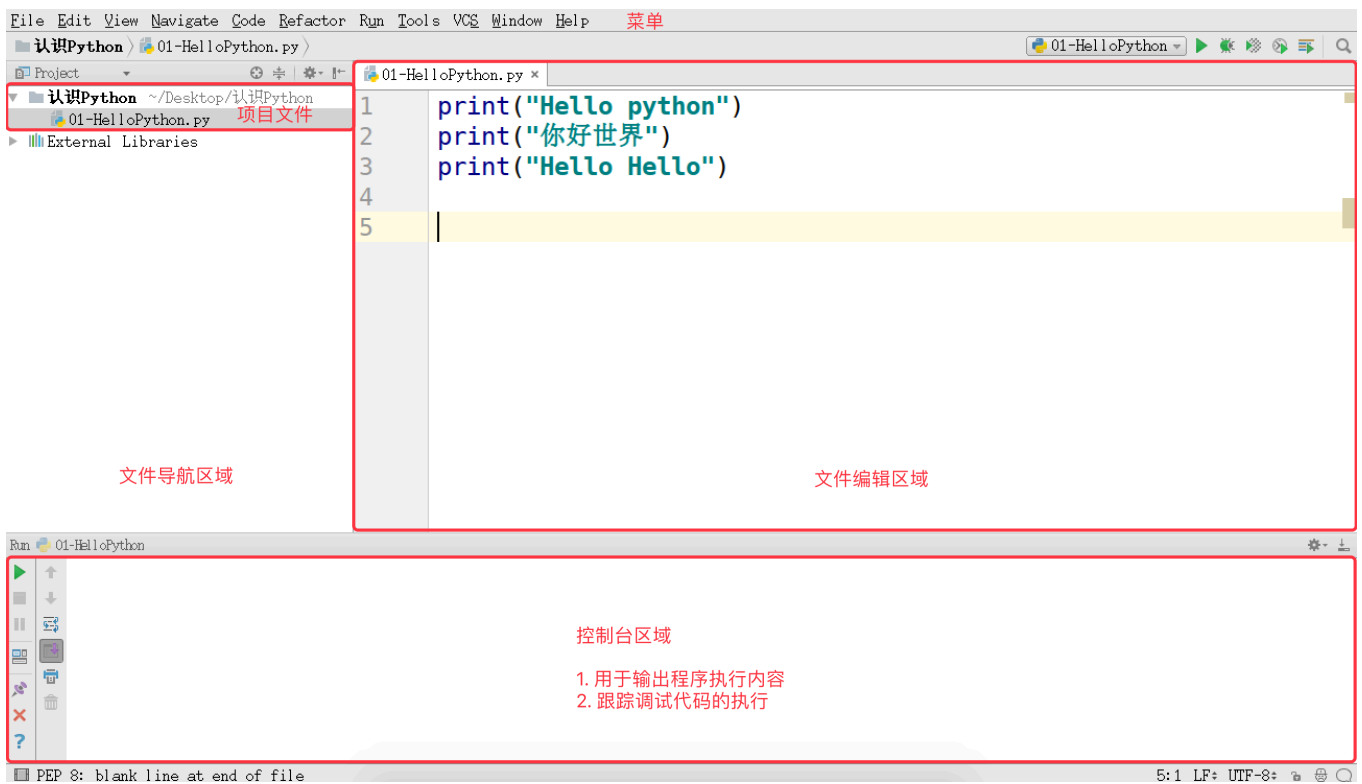 File Edit View Navigate Code Refactor Run Tools VCS Window Help 菜单
认识Python 01-HelloPython.py
01-HelloPython
Project
01-HelloPython.py ×
认识Python ~/Desktop/认识Python
项目文件
01-HelloPython.py
External Libraries
1 print("Hello python")
2 print("你好世界")
3 print("Hello Hello")
4
5
文件导航区域
文件编辑区域
Run 01-HelloPython
控制台区域
1. 用于输出程序执行内容
2. 跟踪调试代码的执行
?
PEP 8: blank line at end of file
5:1 LF÷ UTF-8÷